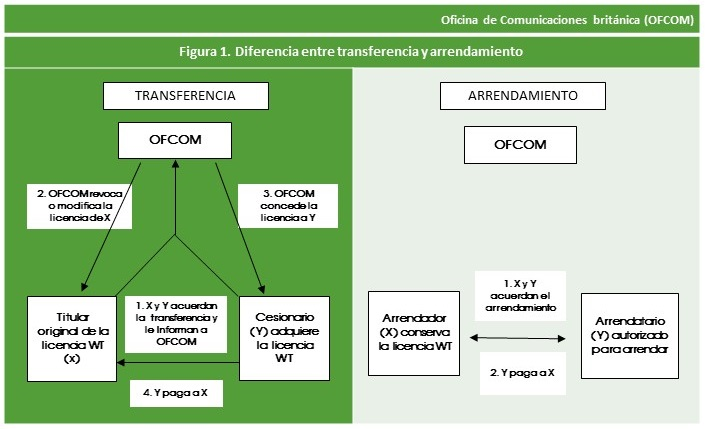 Oficina de Comunicaciones británica (OFCOM)
Figura 1. Diferencia entre transferencia y arrendamiento
TRANSFERENCIA
OFCOM
2. OFCOM revoca
o modifica la
licencia de X
3. OFCOM
concede la
licencia a Y
Titular
original de la
licencia WT
(x)
1. X y Y acuerdan
la transferencia y
le Informan a
OFCOM
Cesionario
(Y) adquiere
la licencia
WT
4. Y paga a X
ARRENDAMIENTO
OFCOM
Arrendador
(X) conserva
la licencia WT
1. X y Y
acuerdan el
arrendamiento
2. Y paga a X
Arrendatario
(Y) autorizado
para arrendar